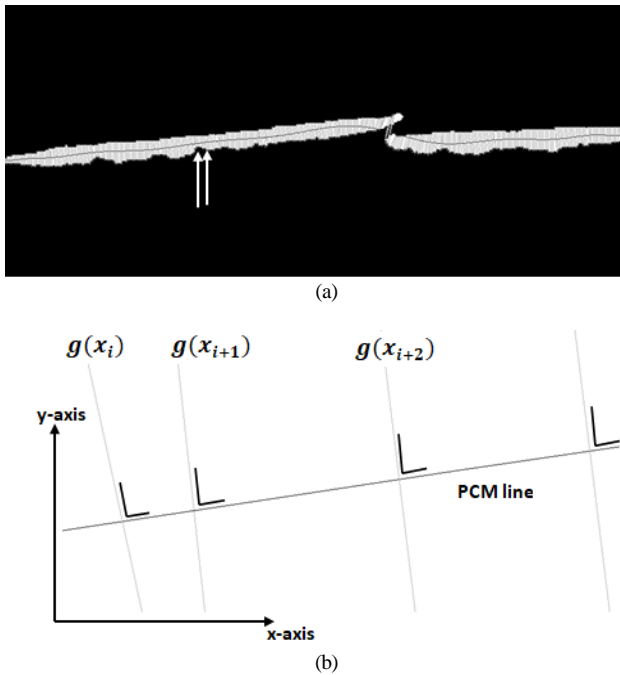 (a)
g(x_i) g(x_{i+1}) g(x_{i+2})
y-axis
PCM line
x-axis
(b)